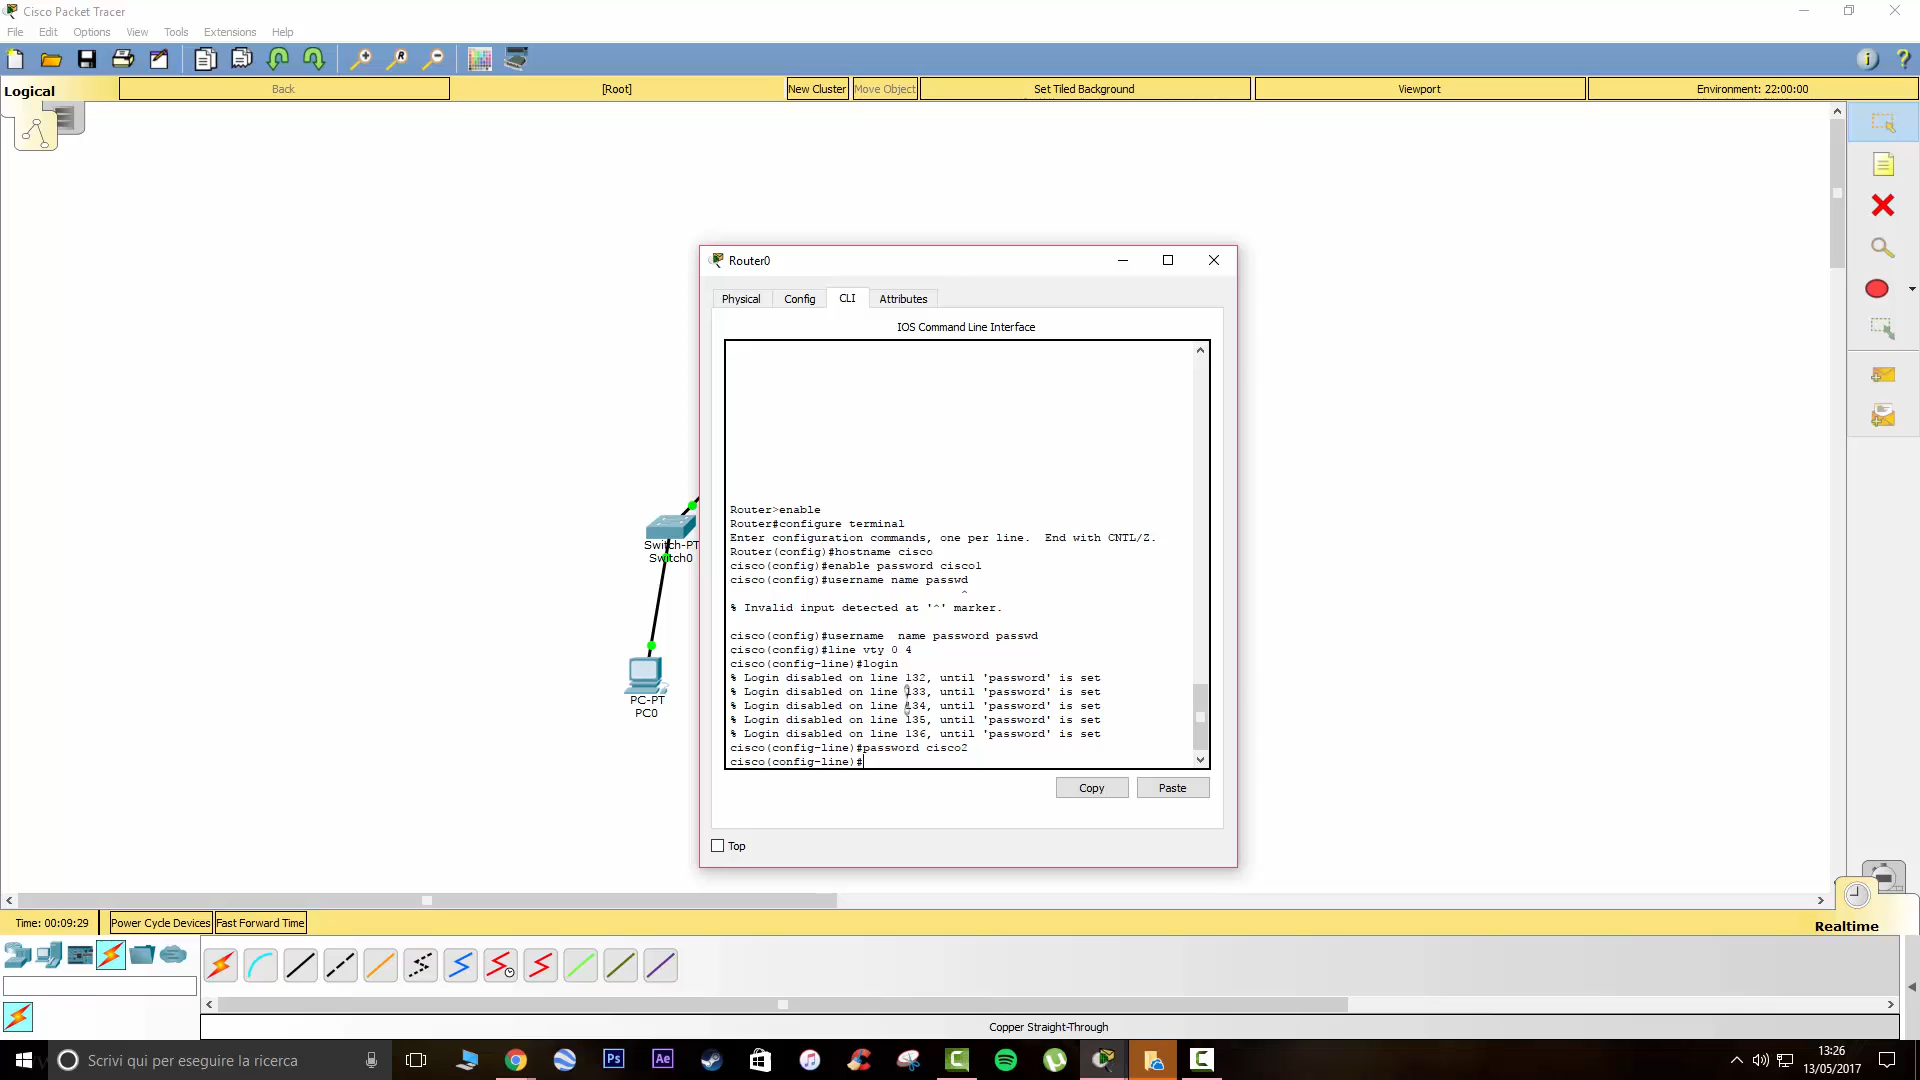 Cisco Packet Tracer
File Edit Options View Tools Extensions Help
Logical
Back
[Root]
New Cluster
Move Object
Set Tiled Background
Viewport
Environment: 22:00:00
Router0
Physical Config CLI Attributes
IOS Command Line Interface
Router>enable
Router#configure terminal
Enter configuration commands, one per line.  End with CNTL/Z.
Router(config)#hostname cisco
cisco(config)#enable password cisco1
cisco(config)#username name passwd
^
% Invalid input detected at '^' marker.
cisco(config)#username  name password passwd
cisco(config)#line vty 0 4
cisco(config-line)#login
% Login disabled on line 132, until 'password' is set
% Login disabled on line 133, until 'password' is set
% Login disabled on line 134, until 'password' is set
% Login disabled on line 135, until 'password' is set
% Login disabled on line 136, until 'password' is set
cisco(config-line)#password cisco2
cisco(config-line)#
Copy
Paste
Top
Switch-PT
Switch0
PC-PT
PC0
Time: 00:09:29
Power Cycle Devices
Fast Forward Time
Realtime
Copper Straight-Through
Scrivi qui per eseguire la ricerca
Ps
Ae
13:26
13/05/2017